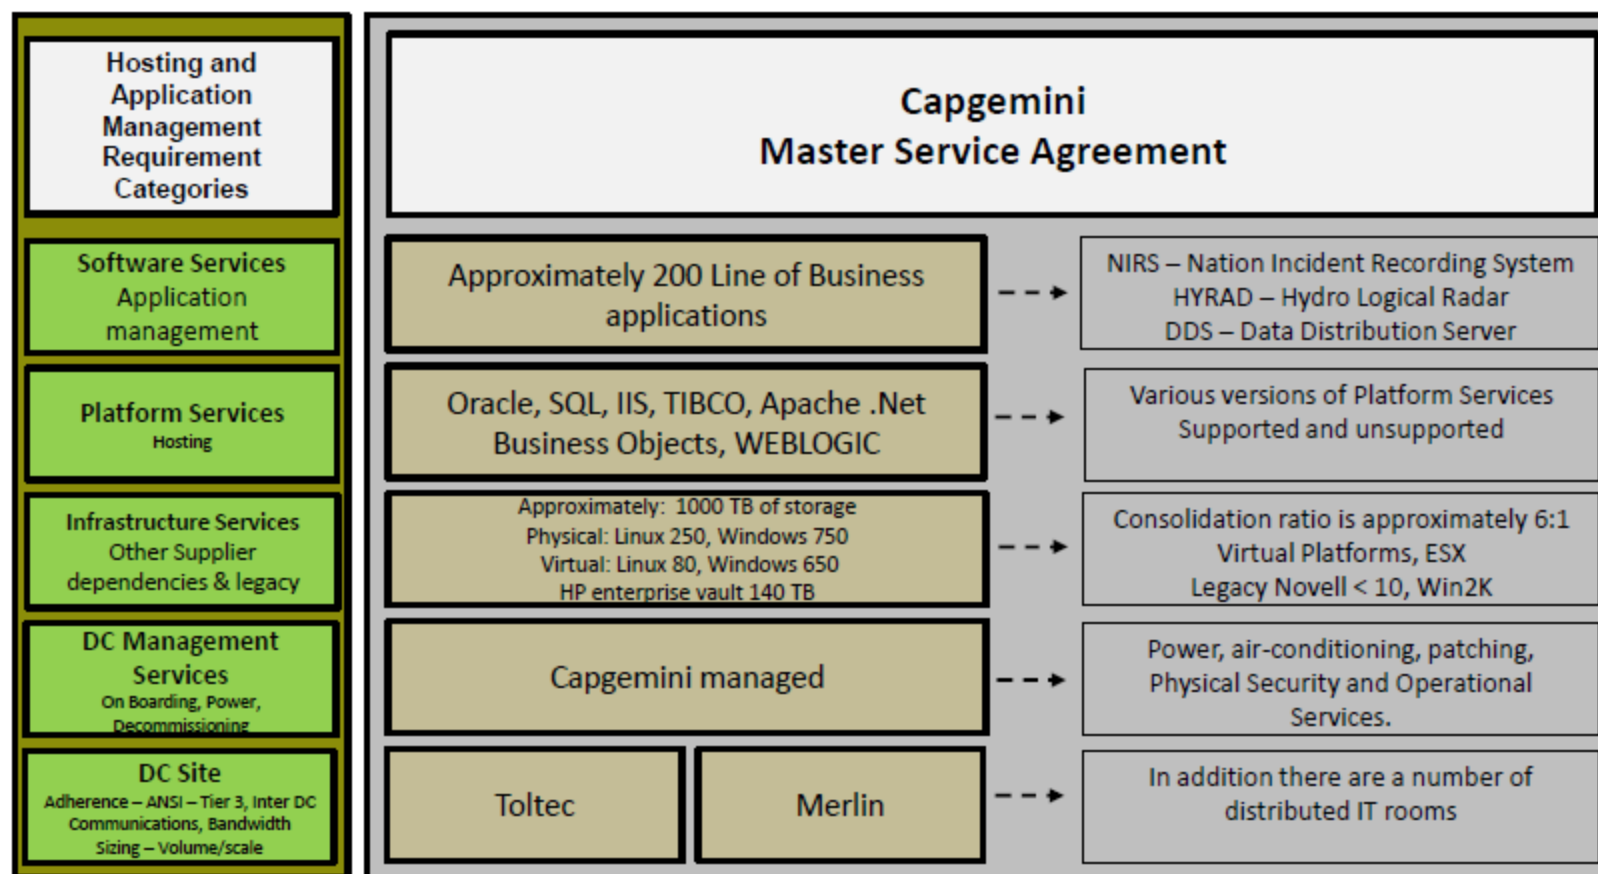 Hosting and
Application
Management
Requirement
Categories
Capgemini
Master Service Agreement
Software Services
Application
management
Approximately 200 Line of Business
applications
NIRS – Nation Incident Recording System
HYRAD – Hydro Logical Radar
DDS – Data Distribution Server
Platform Services
Hosting
Oracle, SQL, IIS, TIBCO, Apache .Net
Business Objects, WEBLOGIC
Various versions of Platform Services
Supported and unsupported
Infrastructure Services
Other Supplier
dependencies & legacy
Approximately: 1000 TB of storage
Physical: Linux 250, Windows 750
Virtual: Linux 80, Windows 650
HP enterprise vault 140 TB
Consolidation ratio is approximately 6:1
Virtual Platforms, ESX
Legacy Novell < 10, Win2K
DC Management
Services
On Boarding, Power,
Decommissioning
Capgemini managed
Power, air-conditioning, patching,
Physical Security and Operational
Services.
DC Site
Adherence – ANSI – Tier 3, Inter DC
Communications, Bandwidth
Sizing – Volume/scale
Toltec
Merlin
In addition there are a number of
distributed IT rooms